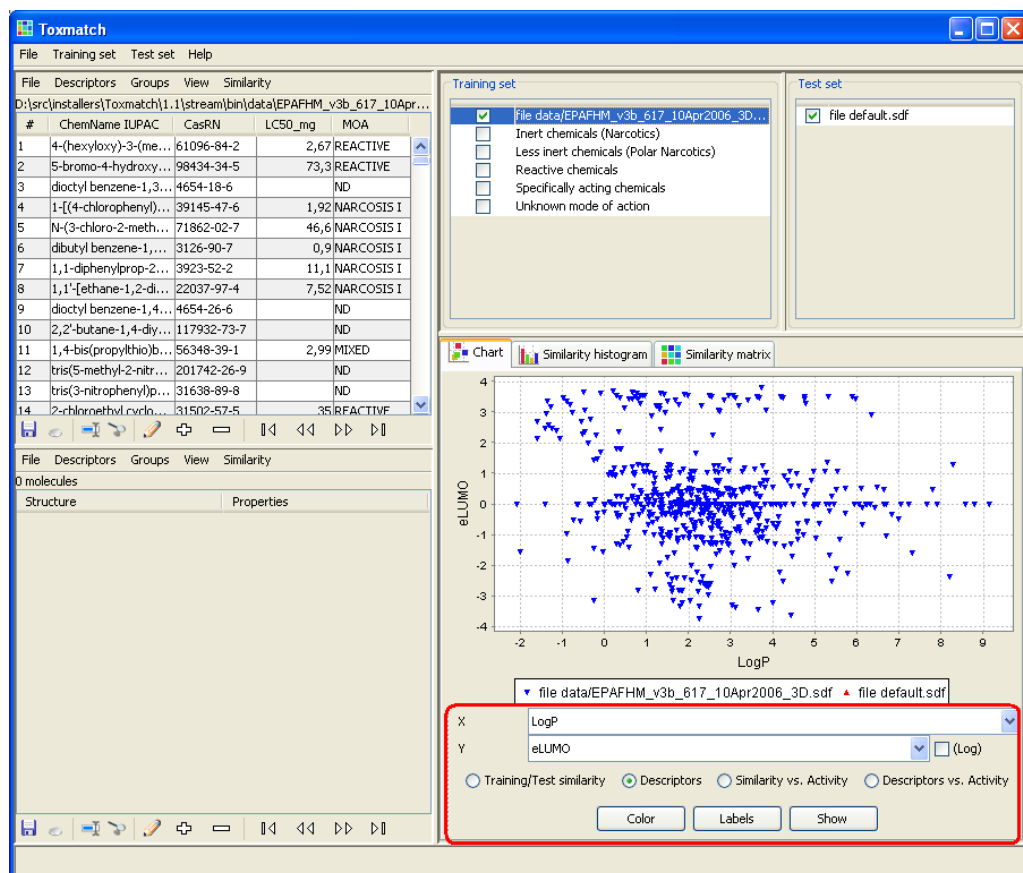 Toxmatch
File Training set Test set Help
File Descriptors Groups View Similarity
D:\src\installers\Toxmatch\1.1\stream\bin\data\EPAFHM_v3b_617_10Apr...
# ChemName IUPAC CasRN LC50_mg MOA
1 4-(hexyloxy)-3-(me... 61096-84-2 2,67 REACTIVE
2 5-bromo-4-hydroxy... 98434-34-5 73,3 REACTIVE
3 dioctyl benzene-1,3... 4654-18-6 ND
4 1-[(4-chlorophenyl)... 39145-47-6 1,92 NARCOSIS I
5 N-(3-chloro-2-meth... 71862-02-7 46,6 NARCOSIS I
6 dibutyl benzene-1,... 3126-90-7 0,9 NARCOSIS I
7 1,1-diphenylprop-2... 3923-52-2 11,1 NARCOSIS I
8 1,1'-[ethane-1,2-di... 22037-97-4 7,52 NARCOSIS I
9 dioctyl benzene-1,4... 4654-26-6 ND
10 2,2'-butane-1,4-diy... 117932-73-7 ND
11 1,4-bis(propylthio)b... 56348-39-1 2,99 MIXED
12 tris(5-methyl-2-nitr... 201742-26-9 ND
13 tris(3-nitrophenyl)p... 31638-89-8 ND
14 2-chloroethyl cyclo... 31502-57-5 35 REACTIVE
File Descriptors Groups View Similarity
0 molecules
Structure Properties
Training set
file data/EPAFHM_v3b_617_10Apr2006_3D...
Inert chemicals (Narcotics)
Less inert chemicals (Polar Narcotics)
Reactive chemicals
Specifically acting chemicals
Unknown mode of action
Test set
file default.sdf
Chart Similarity histogram Similarity matrix
4
3
2
1
0
-1
-2
-3
-4
eLUMO
-2 -1 0 1 2 3 4 5 6 7 8 9
LogP
file data/EPAFHM_v3b_617_10Apr2006_3D.sdf file default.sdf
X LogP
Y eLUMO (Log)
Training/Test similarity Descriptors Similarity vs. Activity Descriptors vs. Activity
Color Labels Show